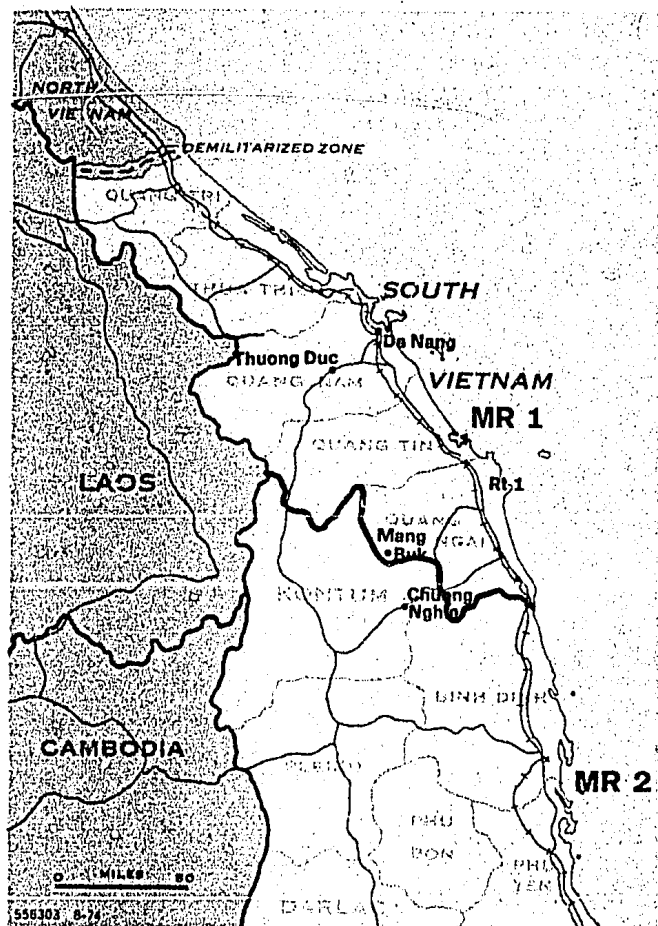 NORTH
VIETNAM
DEMILITARIZED ZONE
QUANG TRI
SOUTH
Da Nang
Thuong Duc
QUANG NAM
VIETNAM
MR 1
QUANG TIN
LAOS
Rt-1
QUANG
NGAI
Mang
Buk
KONTUM
Chuong
Nghia
BINH DINH
CAMBODIA
PLEIKU
MR 2
PHU
BON
PHU
YEN
0 MILES 50
DARLAC
556303 8-74